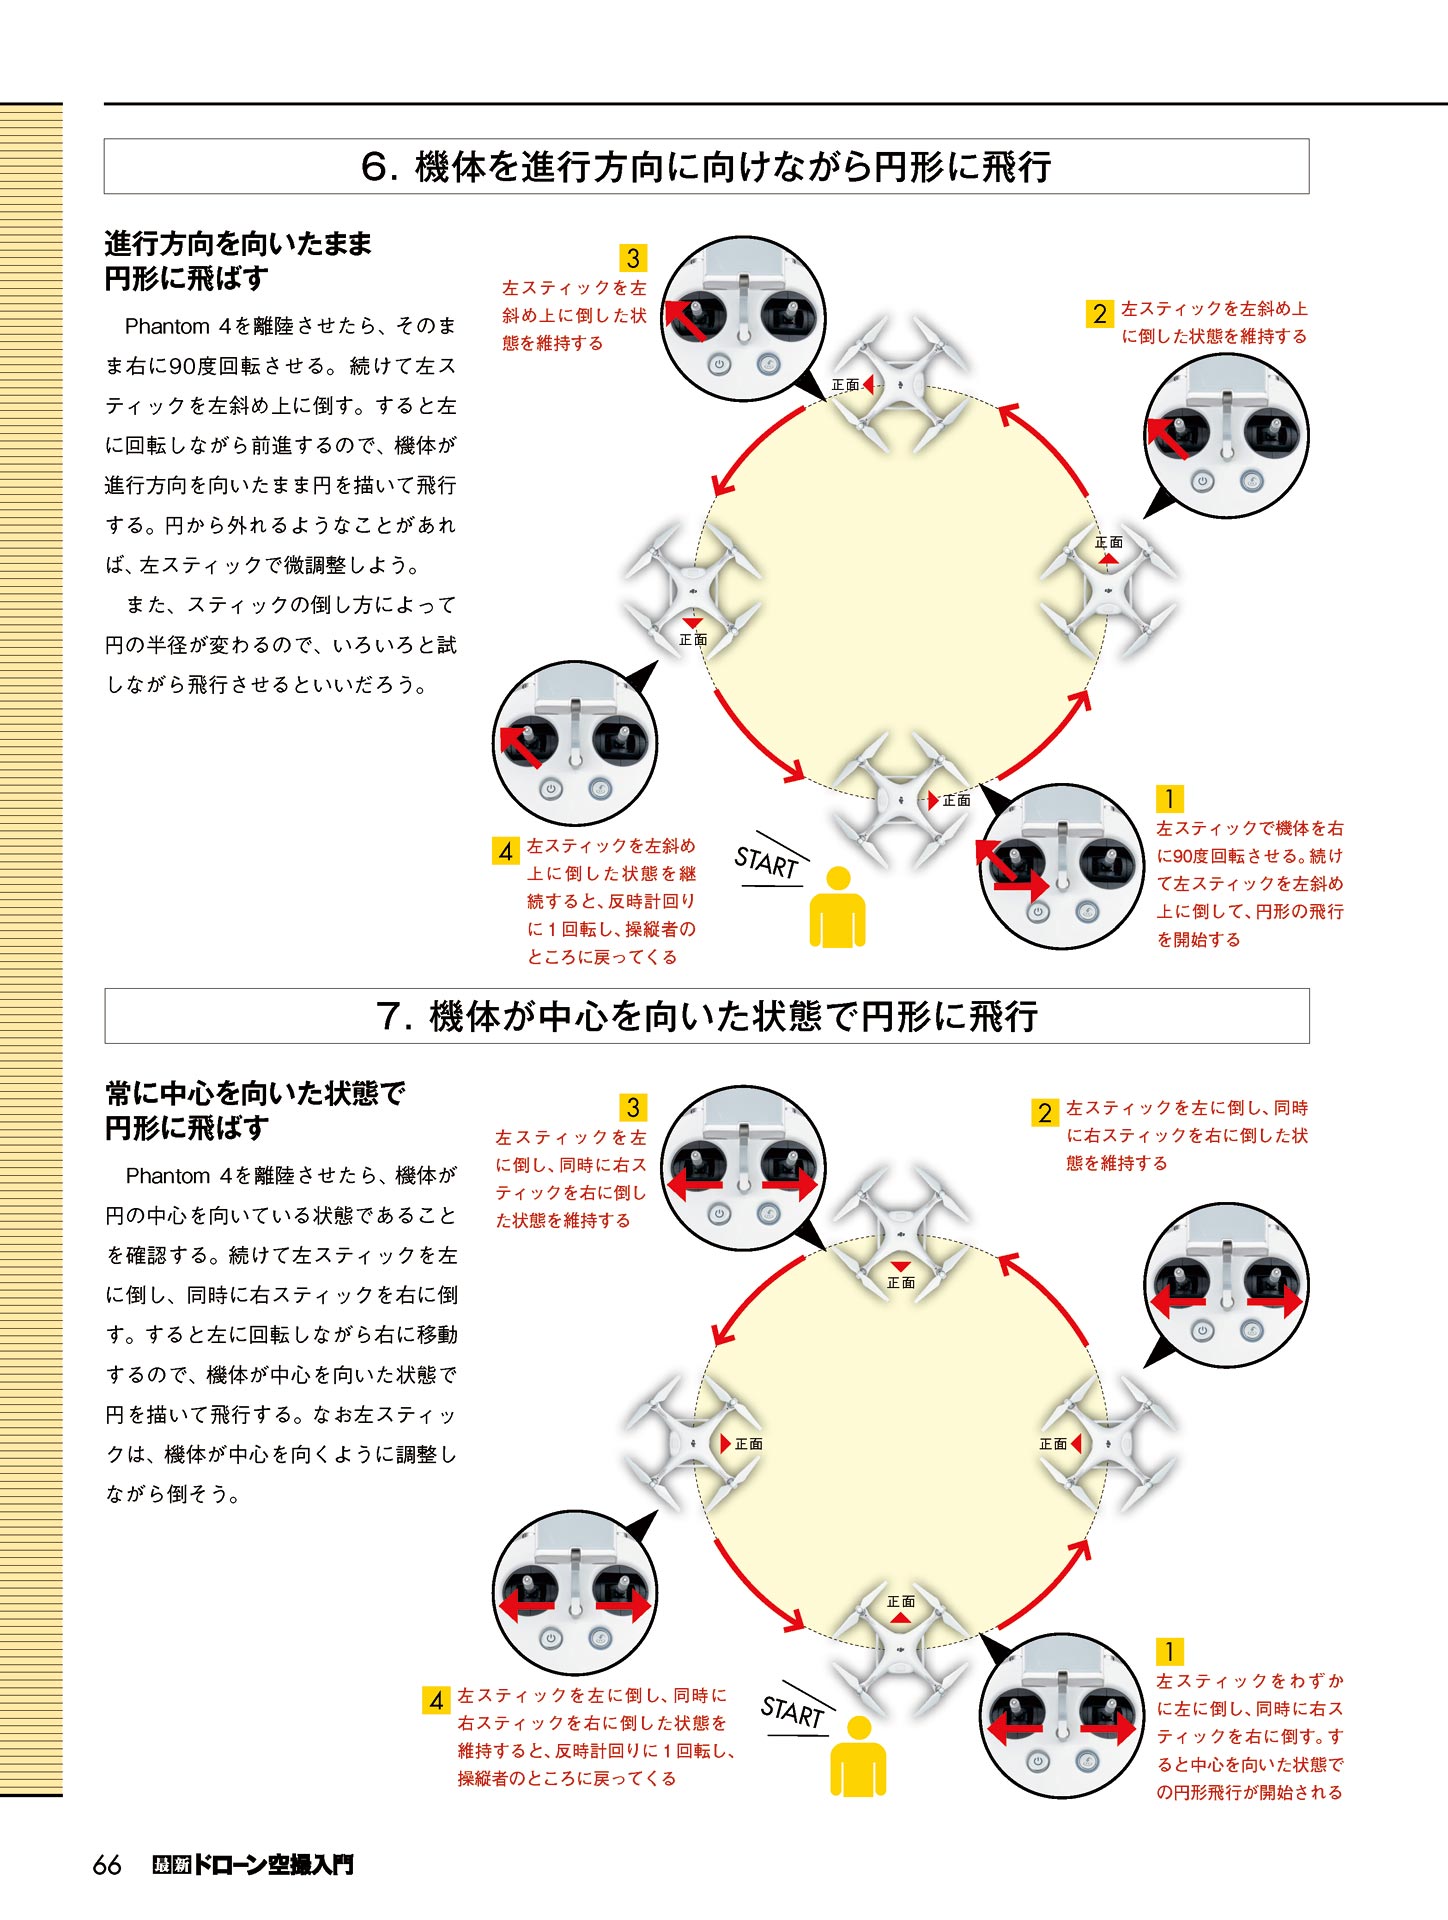 6. 機体を進行方向に向けながら円形に飛行
進行方向を向いたまま
円形に飛ばす
Phantom 4を離陸させたら、そのま
ま右に90度回転させる。続けて左ス
ティックを左斜め上に倒す。すると左
に回転しながら前進するので、機体が
進行方向を向いたまま円を描いて飛行
する。円から外れるようなことがあれ
ば、左スティックで微調整しよう。
また、スティックの倒し方によって
円の半径が変わるので、いろいろと試
しながら飛行させるといいだろう。
3
左スティックを左
斜め上に倒した状
態を維持する
2
左スティックを左斜め上
に倒した状態を維持する
正面
正面
正面
正面
4
左スティックを左斜め
上に倒した状態を継
続すると、反時計回り
に1回転し、操縦者の
ところに戻ってくる
START
1
左スティックで機体を右
に90度回転させる。続け
て左スティックを左斜め
上に倒して、円形の飛行
を開始する
7. 機体が中心を向いた状態で円形に飛行
常に中心を向いた状態で
円形に飛ばす
Phantom 4を離陸させたら、機体が
円の中心を向いている状態であること
を確認する。続けて左スティックを左
に倒し、同時に右スティックを右に倒
す。すると左に回転しながら右に移動
するので、機体が中心を向いた状態で
円を描いて飛行する。なお左スティッ
クは、機体が中心を向くように調整し
ながら倒そう。
3
左スティックを左
に倒し、同時に右ス
ティックを右に倒し
た状態を維持する
2
左スティックを左に倒し、同時
に右スティックを右に倒した状
態を維持する
正面
正面
正面
正面
4
左スティックを左に倒し、同時に
右スティックを右に倒した状態を
維持すると、反時計回りに1回転し、
操縦者のところに戻ってくる
START
1
左スティックをわずか
に左に倒し、同時に右ス
ティックを右に倒す。す
ると中心を向いた状態で
の円形飛行が開始される
66 最新ドローン空撮入門